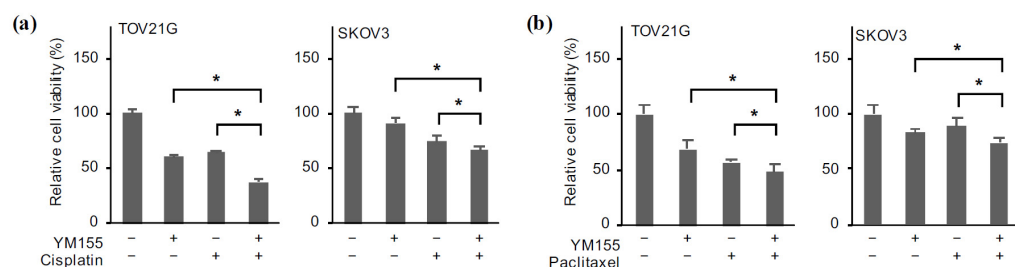 (a)
TOV21G
Relative cell viability (%)
150
100
50
0
*
*
SKOV3
150
100
50
0
*
*
YM155 − + − + − + − +
Cisplatin − − + + − − + +
(b)
TOV21G
Relative cell viability (%)
150
100
50
0
*
*
SKOV3
150
100
50
0
*
*
YM155 − + − + − + − +
Paclitaxel − − + + − − + +